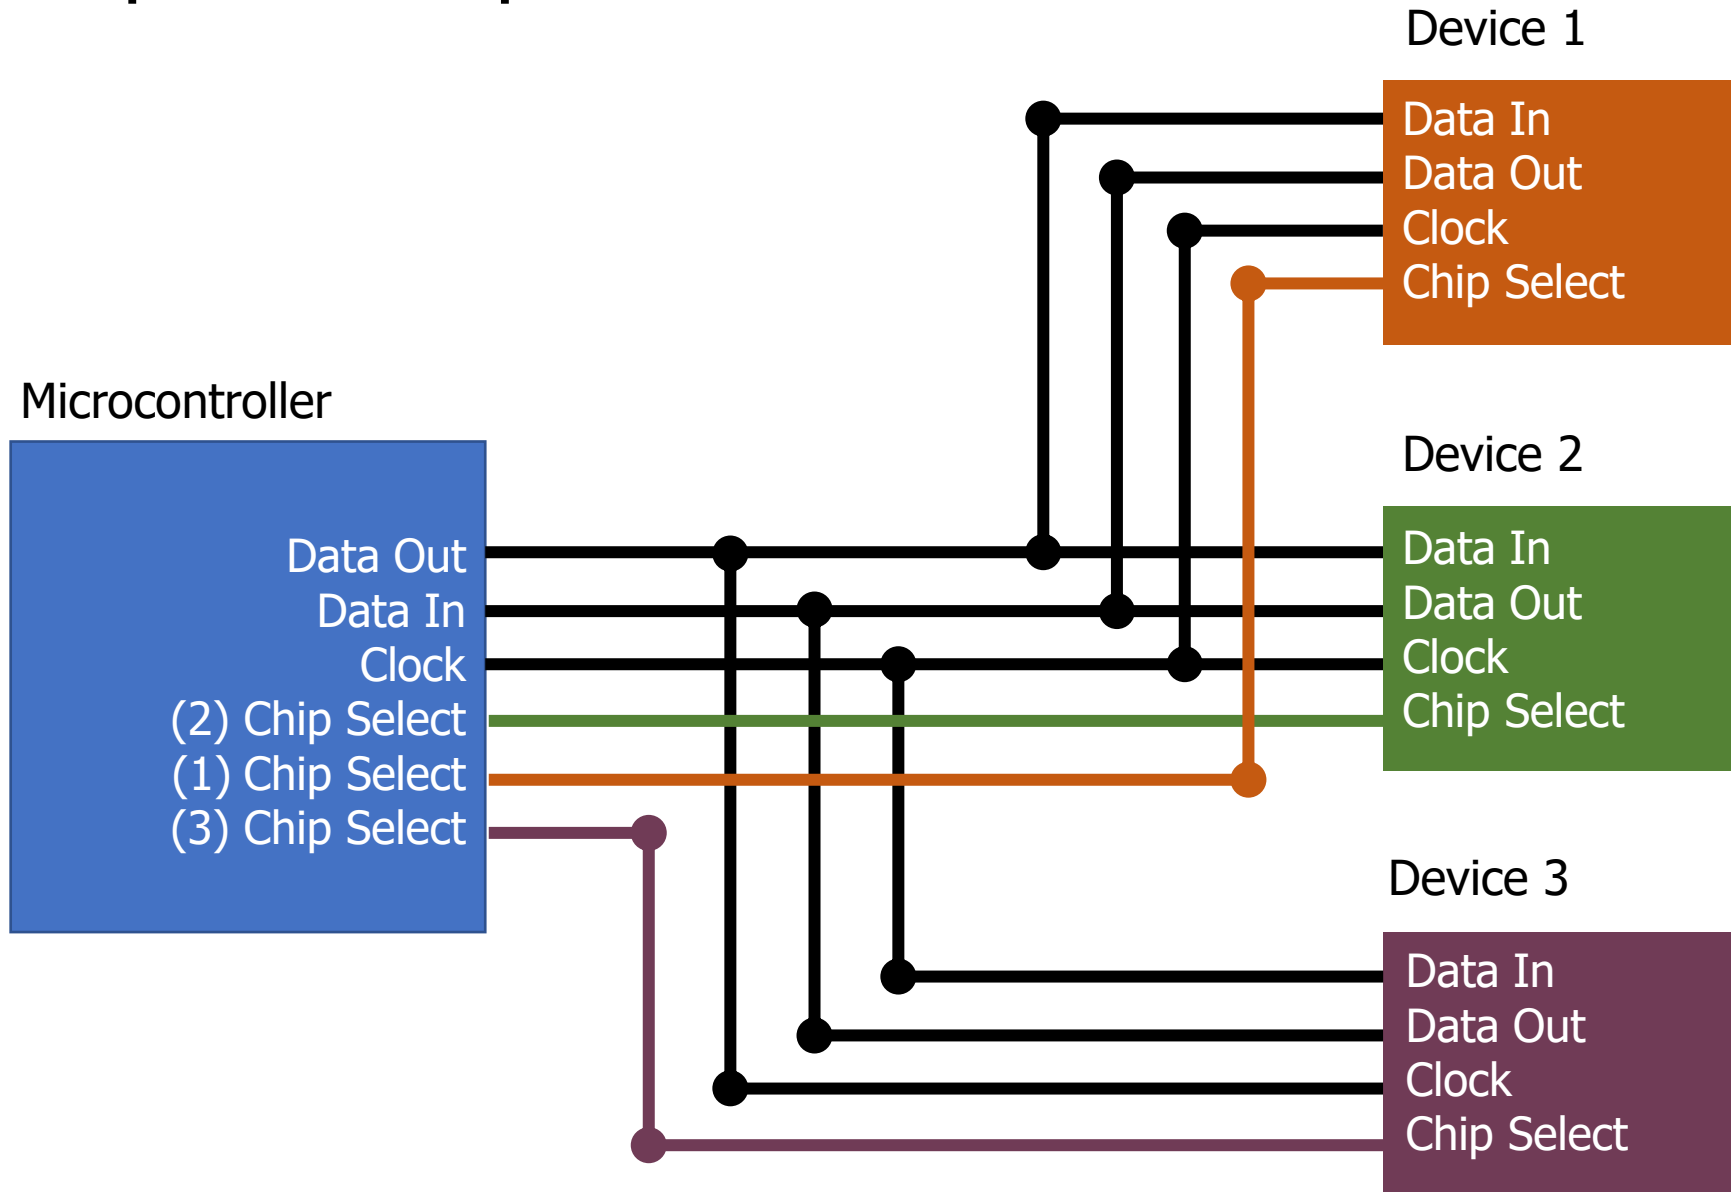 Device 1
Data In
Data Out
Clock
Chip Select
Microcontroller
Data Out
Data In
Clock
(2) Chip Select
(1) Chip Select
(3) Chip Select
Device 2
Data In
Data Out
Clock
Chip Select
Device 3
Data In
Data Out
Clock
Chip Select